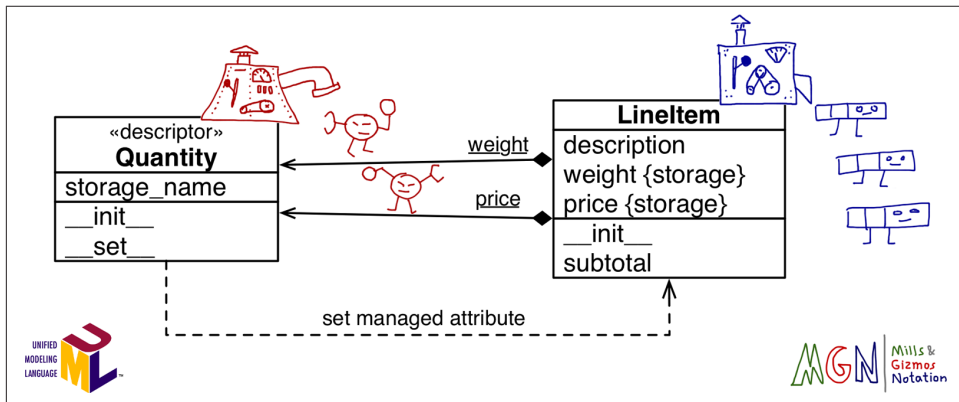 «descriptor»
Quantity
storage_name
__init__
__set__
weight
price
LineItem
description
weight {storage}
price {storage}
__init__
subtotal
set managed attribute
UNIFIED
MODELING
LANGUAGE
UML™
MGN
Mills &
Gizmos
Notation